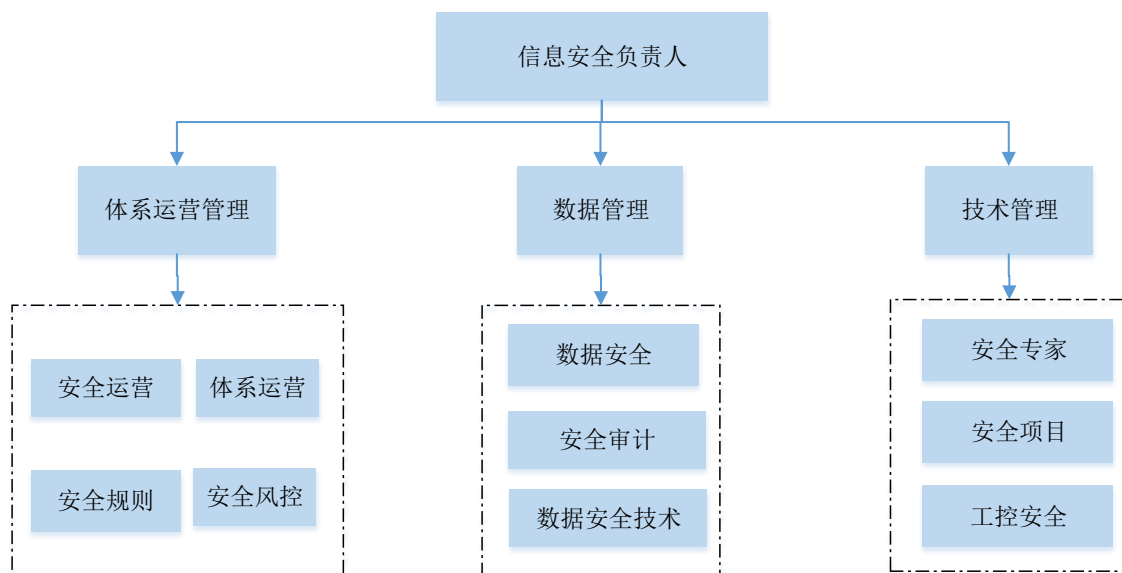 信息安全负责人
体系运营管理
数据管理
技术管理
安全运营
体系运营
安全规则
安全风控
数据安全
安全审计
数据安全技术
安全专家
安全项目
工控安全